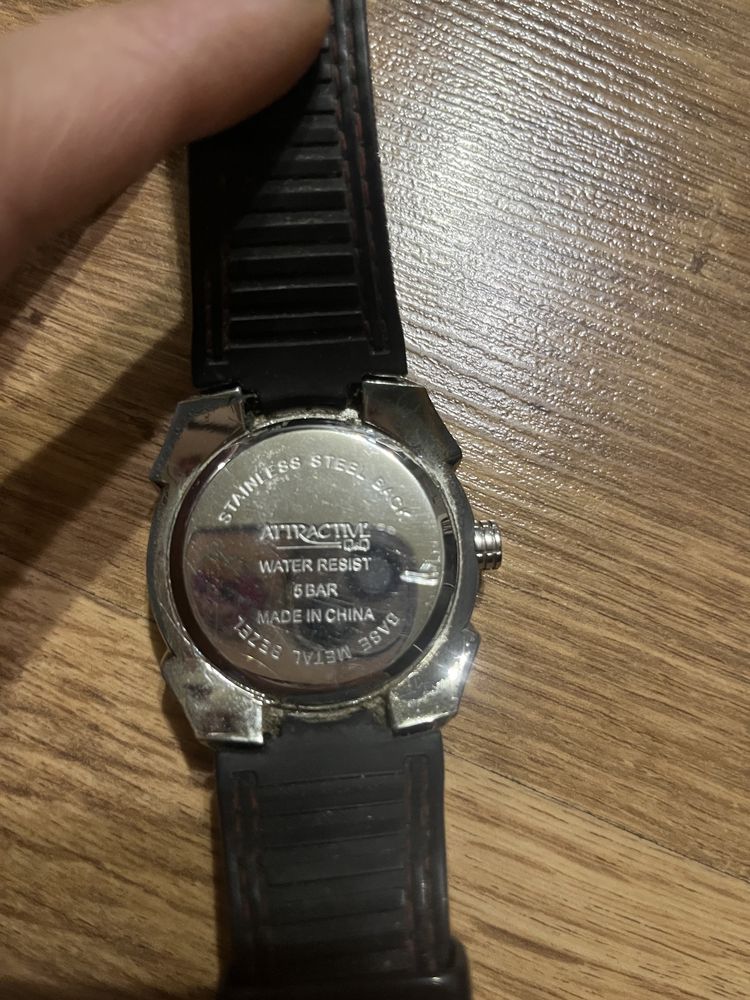 STAINLESS STEEL BACK
ATTRACTIVE
Q&Q
WATER RESIST
5 BAR
MADE IN CHINA
BASE METAL BEZEL